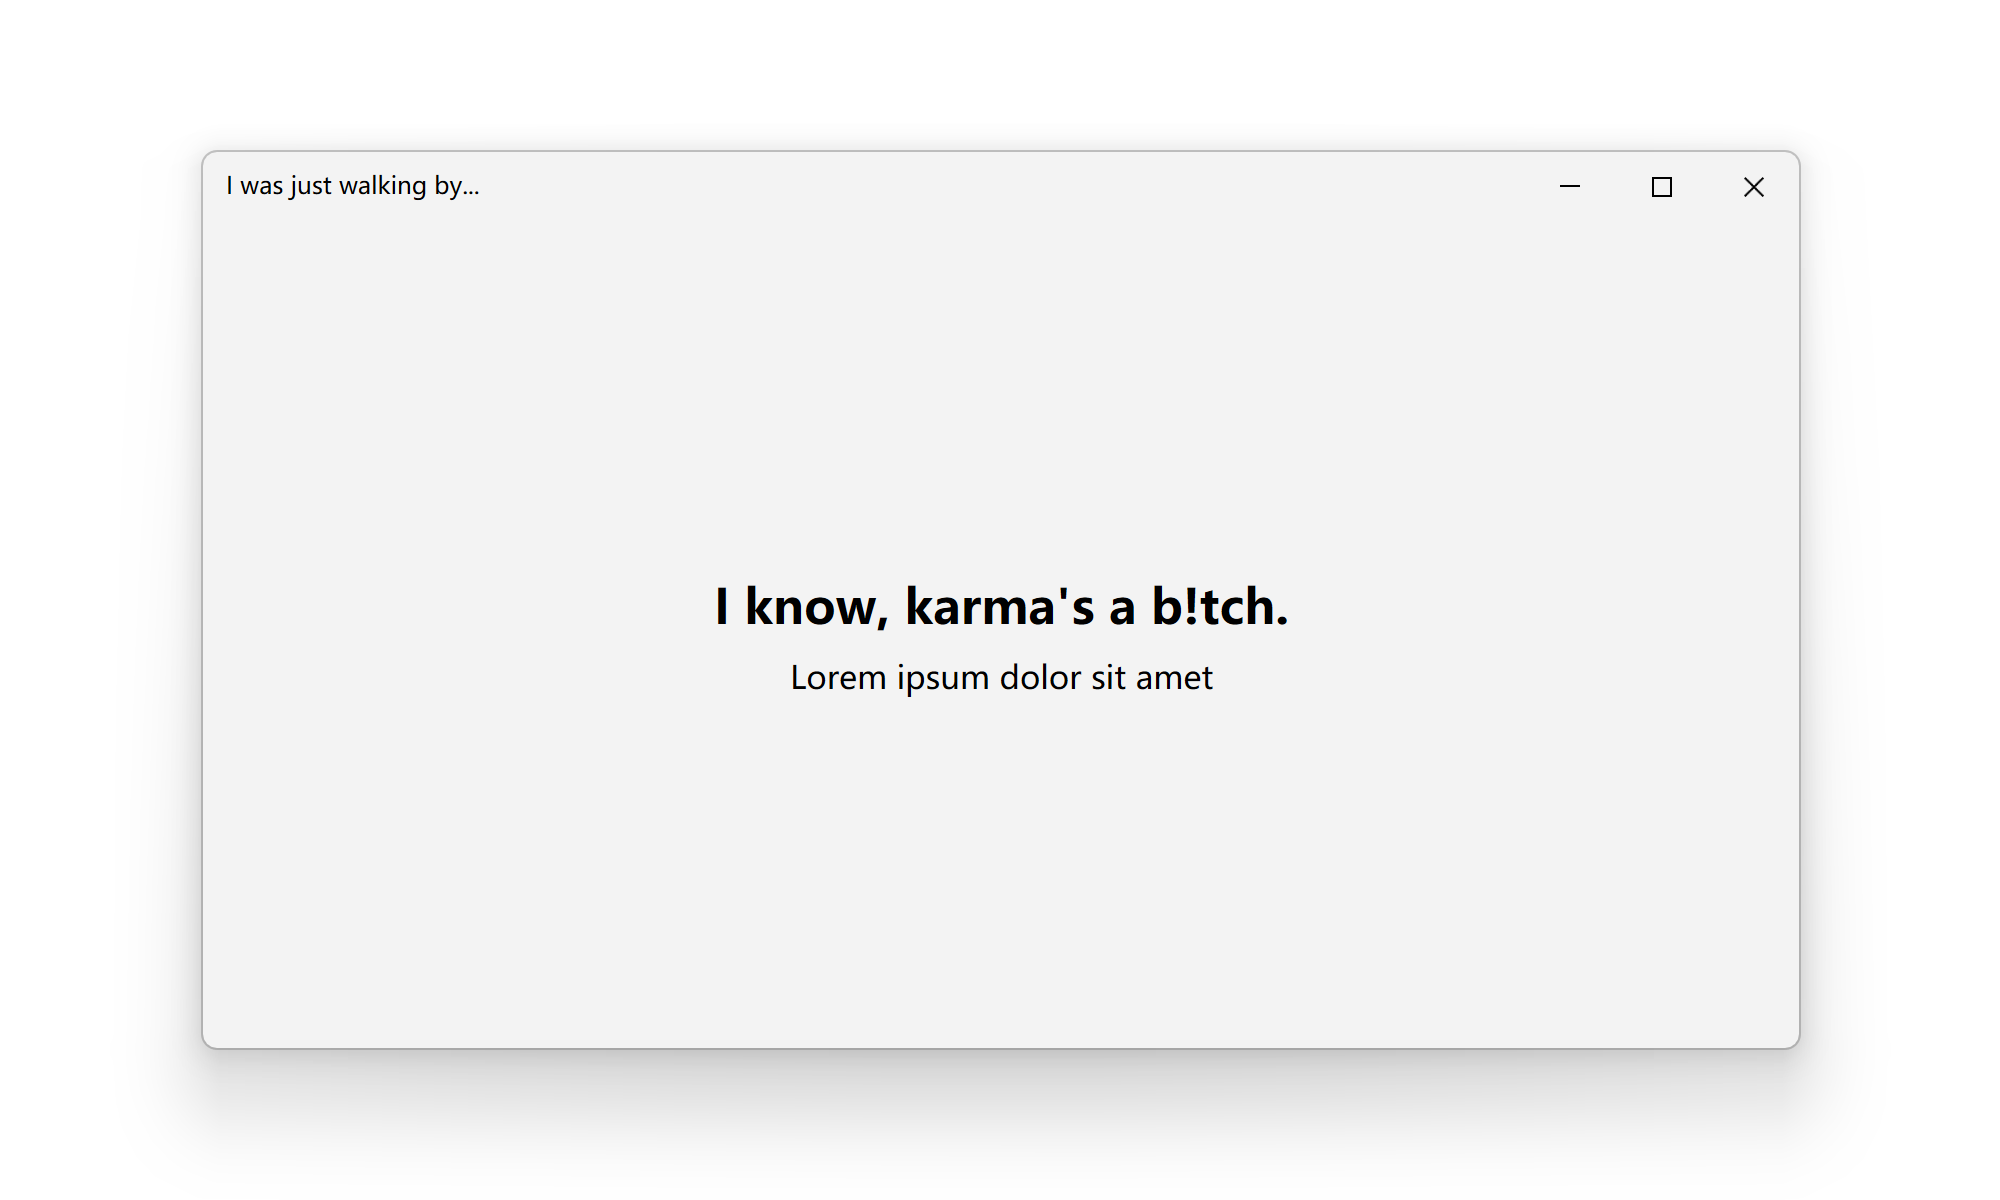 I was just walking by...
I know, karma's a b!tch.
Lorem ipsum dolor sit amet